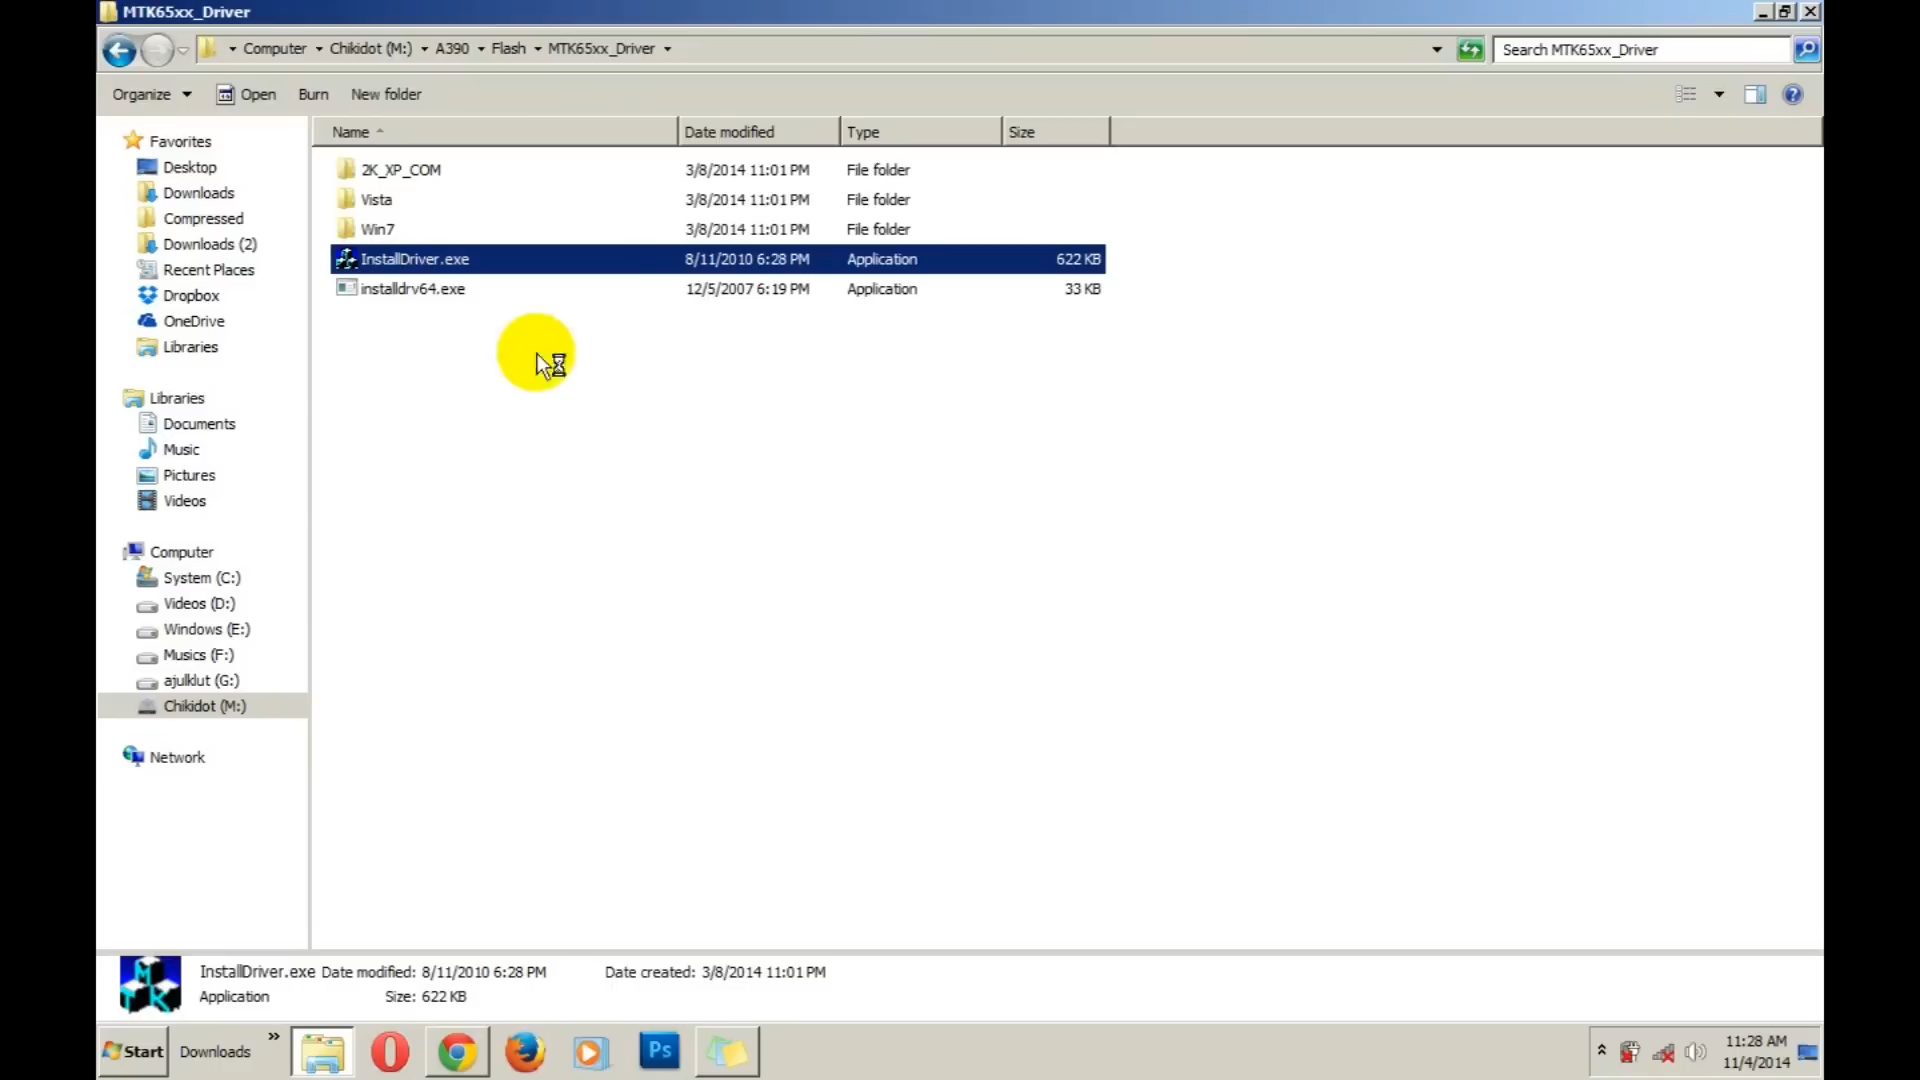 MTK65xx_Driver
Computer Chikidot (M:) A390 Flash MTK65xx_Driver
Search MTK65xx_Driver
Organize Open Burn New folder
Name Date modified Type Size
2K_XP_COM 3/8/2014 11:01 PM File folder
Vista 3/8/2014 11:01 PM File folder
Win7 3/8/2014 11:01 PM File folder
InstallDriver.exe 8/11/2010 6:28 PM Application 622 KB
installdrv64.exe 12/5/2007 6:19 PM Application 33 KB
Favorites
Desktop
Downloads
Compressed
Downloads (2)
Recent Places
Dropbox
OneDrive
Libraries
Libraries
Documents
Music
Pictures
Videos
Computer
System (C:)
Videos (D:)
Windows (E:)
Musics (F:)
ajulklut (G:)
Chikidot (M:)
Network
MTK
InstallDriver.exe Date modified: 8/11/2010 6:28 PM Date created: 3/8/2014 11:01 PM
Application Size: 622 KB
Start Downloads » Ps
11:28 AM
11/4/2014